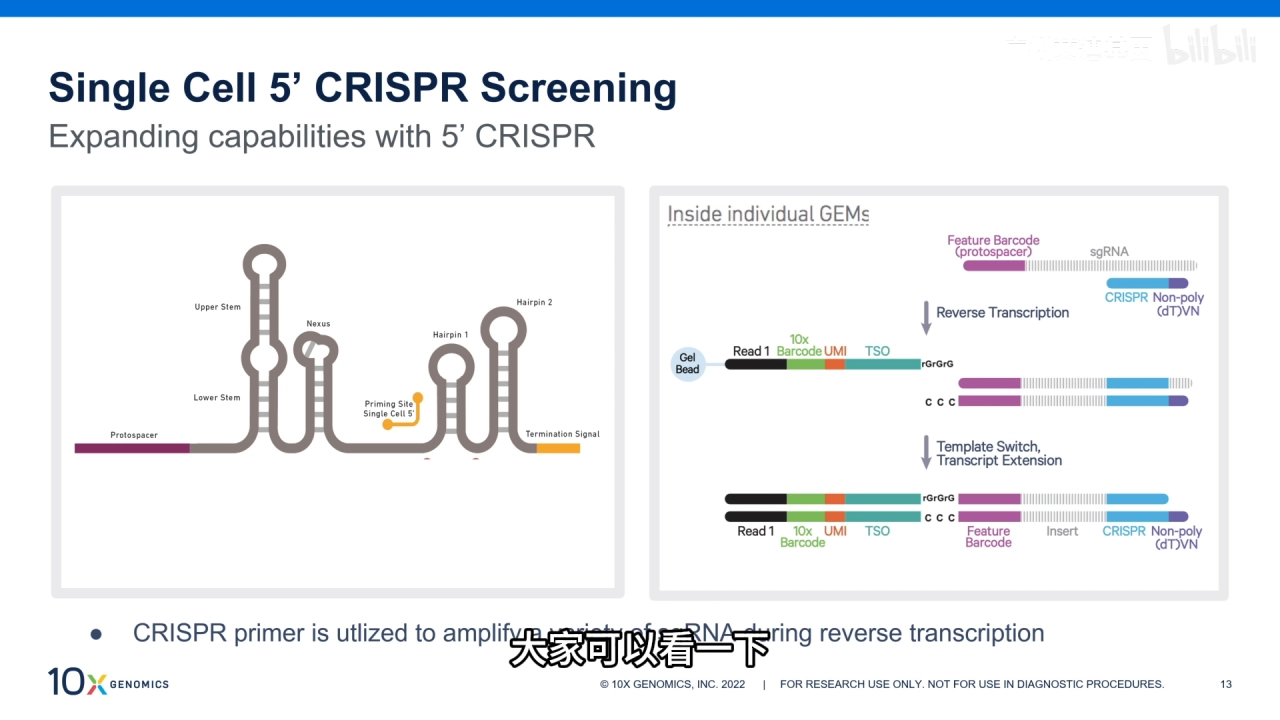 bilibili
Single Cell 5’ CRISPR Screening
Expanding capabilities with 5’ CRISPR
Upper Stem
Nexus
Hairpin 2
Hairpin 1
Lower Stem
Priming Site
Single Cell 5'
Protospacer
Termination Signal
Inside individual GEMs
Feature Barcode
(protospacer)
sgRNA
CRISPR Non-poly
(dT)VN
Reverse Transcription
Gel
Bead
Read 1
10x
Barcode
UMI
TSO
rGrGrG
C C C
Template Switch,
Transcript Extension
rGrGrG
C C C
Read 1
10x
Barcode
UMI
TSO
Feature
Barcode
Insert
CRISPR
Non-poly
(dT)VN
● CRISPR primer is utlized to amplify a variety of sgRNA during reverse transcription
大家可以看一下
10X GENOMICS
© 10X GENOMICS, INC. 2022 | FOR RESEARCH USE ONLY. NOT FOR USE IN DIAGNOSTIC PROCEDURES.
13